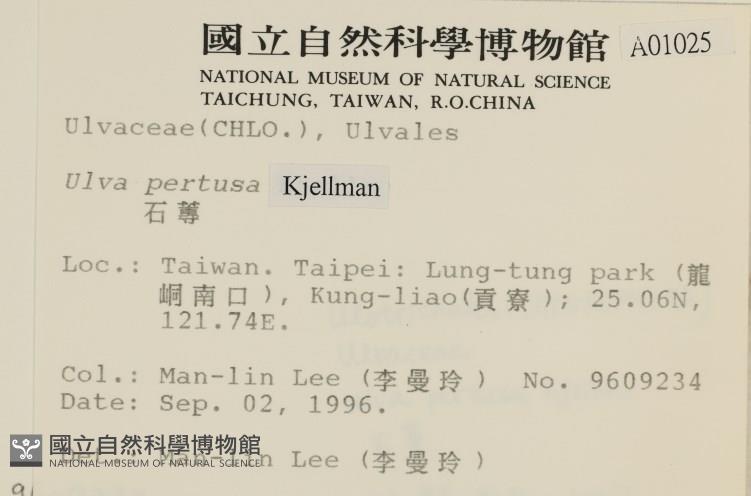 國立自然科學博物館 A01025
NATIONAL MUSEUM OF NATURAL SCIENCE
TAICHUNG, TAIWAN, R.O.CHINA
Ulvaceae(CHLO.), Ulvales
Ulva pertusa Kjellman
石蓴
Loc.: Taiwan. Taipei: Lung-tung park (龍
峒南口), Kung-liao(貢寮); 25.06N,
121.74E.
Col.: Man-lin Lee (李曼玲) No. 9609234
Date: Sep. 02, 1996.
國立自然科學博物館
NATIONAL MUSEUM OF NATURAL SCIENCE
Man-lin Lee (李曼玲)